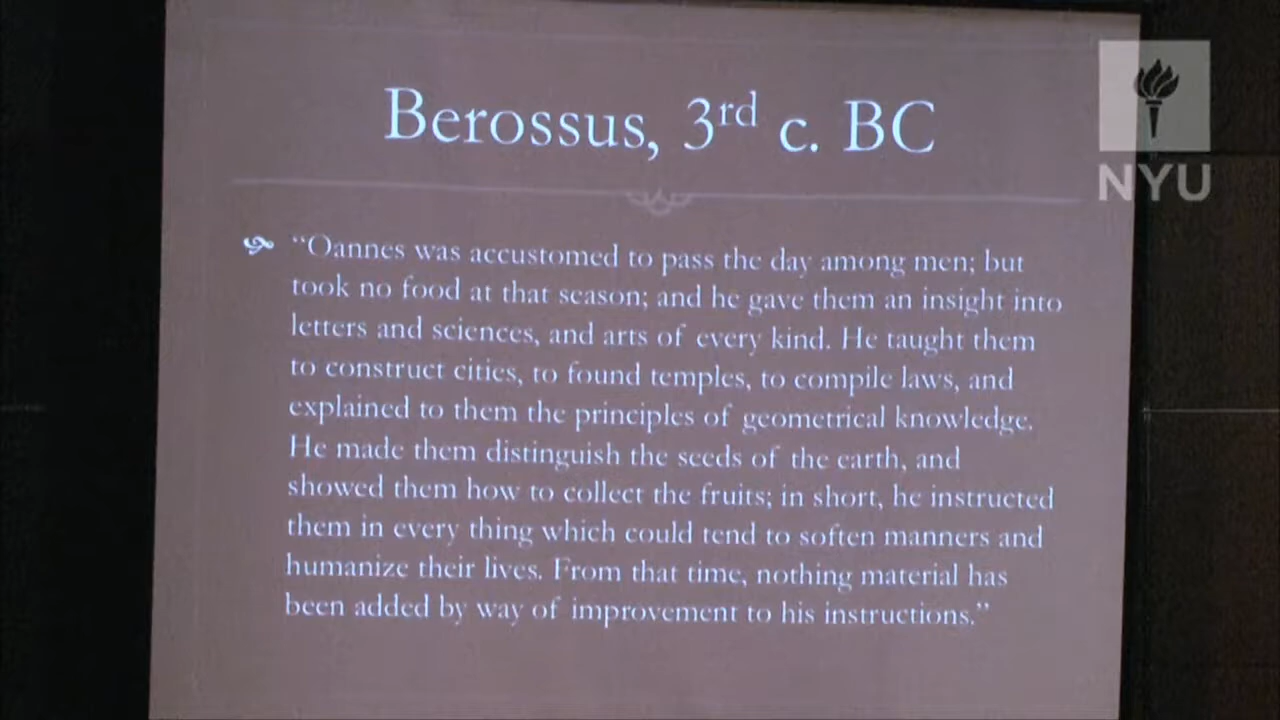 Berossus, 3rd c. BC
NYU
“Oannes was accustomed to pass the day among men; but
took no food at that season; and he gave them an insight into
letters and sciences, and arts of every kind. He taught them
to construct cities, to found temples, to compile laws, and
explained to them the principles of geometrical knowledge.
He made them distinguish the seeds of the earth, and
showed them how to collect the fruits; in short, he instructed
them in every thing which could tend to soften manners and
humanize their lives. From that time, nothing material has
been added by way of improvement to his instructions.”